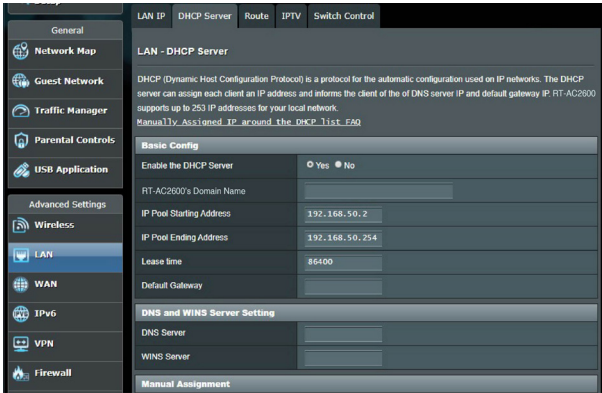 General
Network Map
Guest Network
Traffic Manager
Parental Controls
USB Application
Advanced Settings
Wireless
LAN
WAN
IPv6
VPN
Firewall
LAN IP DHCP Server Route IPTV Switch Control
LAN - DHCP Server
DHCP (Dynamic Host Configuration Protocol) is a protocol for the automatic configuration used on IP networks. The DHCP
server can assign each client an IP address and informs the client of the of DNS server IP and default gateway IP. RT-AC2600
supports up to 253 IP addresses for your local network.
Manually Assigned IP around the DHCP list FAQ
Basic Config
Enable the DHCP Server Yes No
RT-AC2600's Domain Name
IP Pool Starting Address 192.168.50.2
IP Pool Ending Address 192.168.50.254
Lease time 86400
Default Gateway
DNS and WINS Server Setting
DNS Server
WINS Server
Manual Assignment